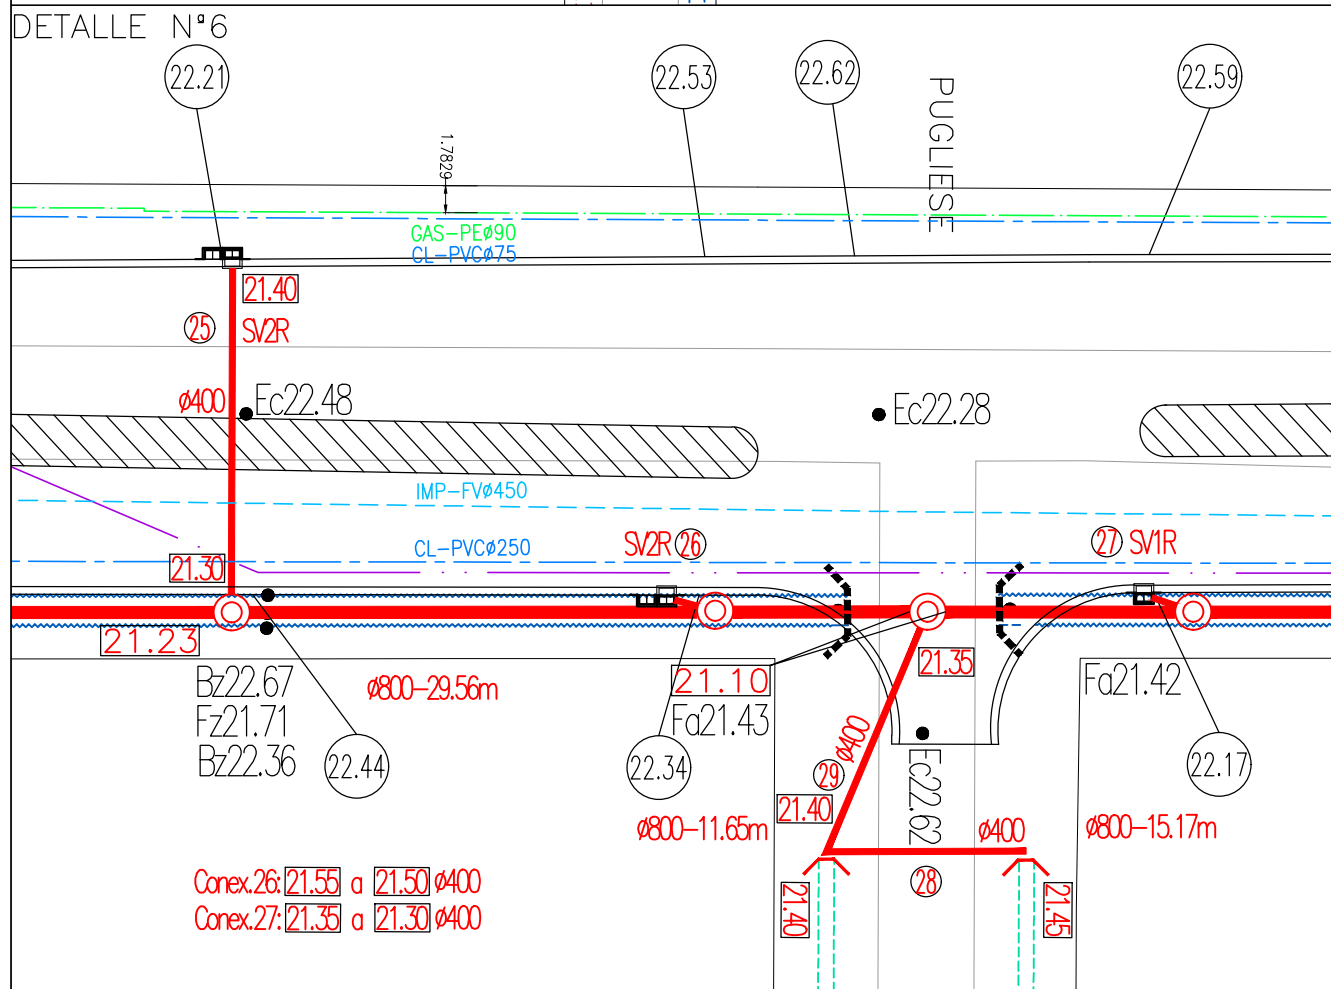 DETALLE Nª6
22.21
22.53
22.62
22.59
PUGLIESE
1.7829
GAS-PEø90
CL-PVCø75
21.40
25
SV2R
ø400
Ec22.48
Ec22.28
IMP-FVø450
CL-PVCø250
SV2R 26
27 SV1R
21.30
21.23
21.10
21.35
Bz22.67
Fz21.71
Bz22.36
ø800-29.56m
Fa21.43
Fa21.42
22.44
22.34
22.17
ø400
29
21.40
Ec22.62
ø800-11.65m
ø400
ø800-15.17m
28
21.40
21.45
Conex.26: 21.55 a 21.50 ø400
Conex.27: 21.35 a 21.30 ø400